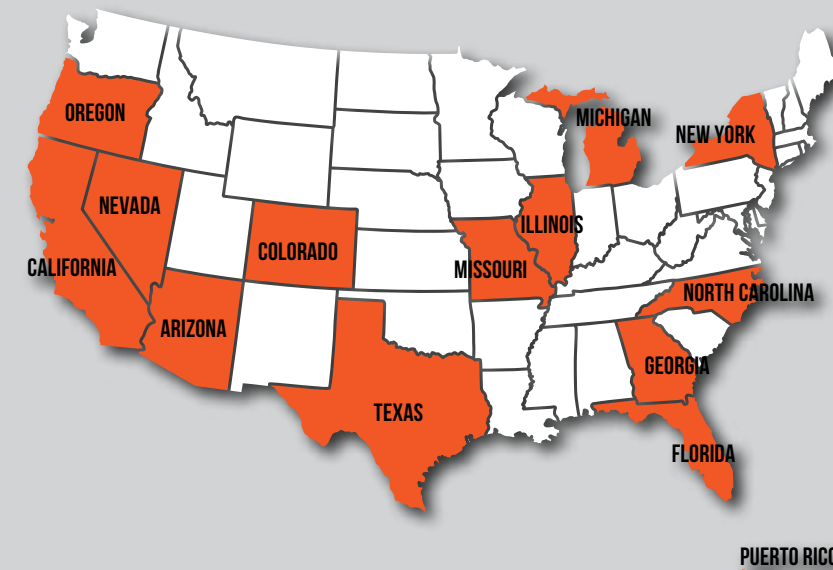 OREGON
MICHIGAN
NEW YORK
NEVADA
ILLINOIS
COLORADO
CALIFORNIA
MISSOURI
NORTH CAROLINA
ARIZONA
GEORGIA
TEXAS
FLORIDA
PUERTO RICO